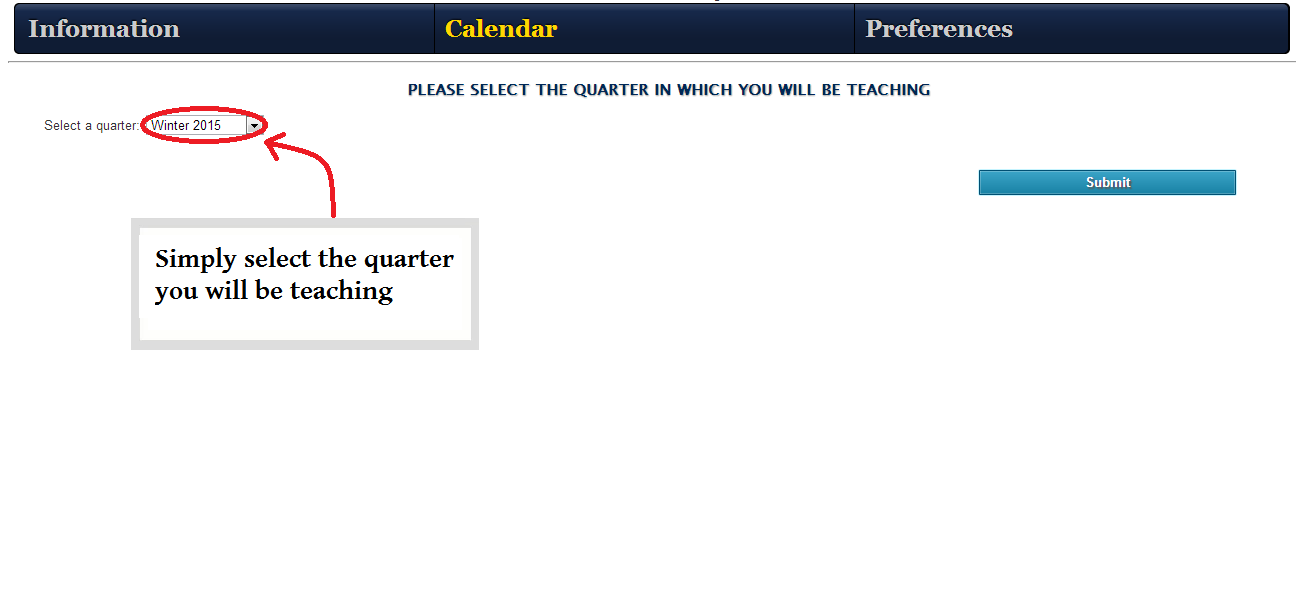 Information
Calendar
Preferences
PLEASE SELECT THE QUARTER IN WHICH YOU WILL BE TEACHING
Select a quarter: Winter 2015
Submit
Simply select the quarter
you will be teaching